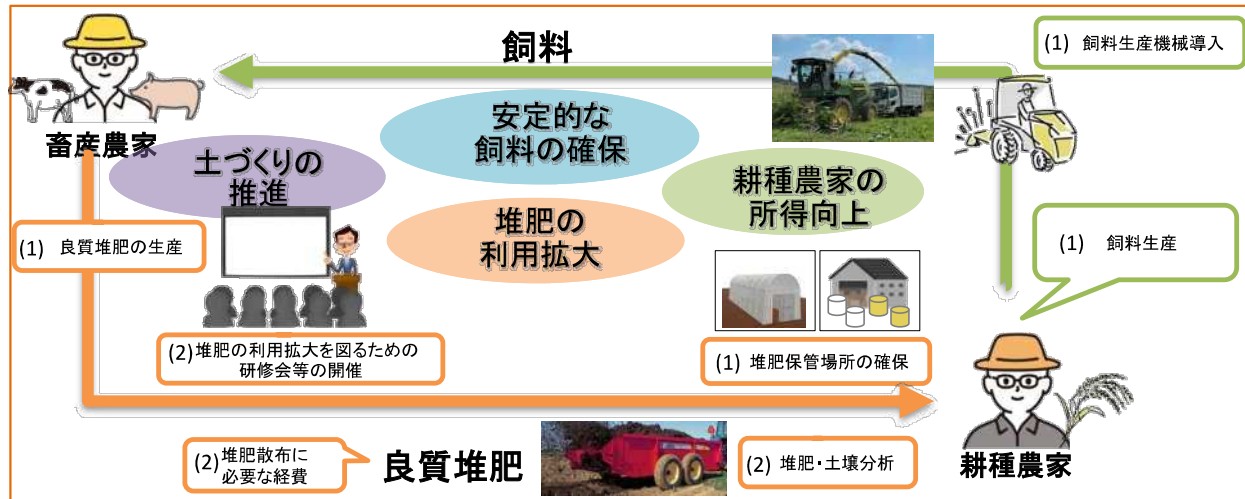 飼料
(1) 飼料生産機械導入
畜産農家
安定的な
飼料の確保
土づくりの
推進
耕種農家の
所得向上
堆肥の
利用拡大
(1) 良質堆肥の生産
(1) 飼料生産
(2) 堆肥の利用拡大を図るための
研修会等の開催
(1) 堆肥保管場所の確保
(2) 堆肥散布に
必要な経費
良質堆肥
(2) 堆肥・土壌分析
耕種農家